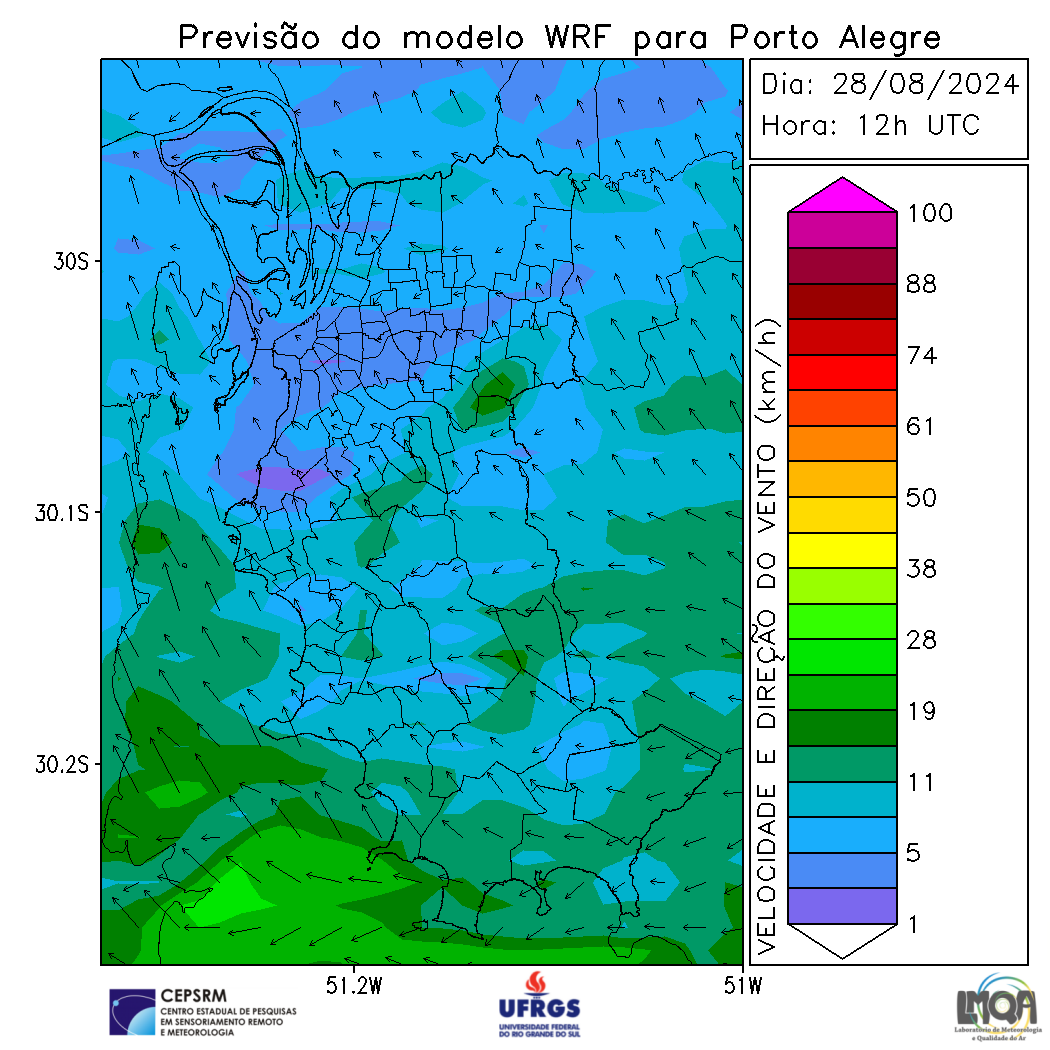 Previsão do modelo WRF para Porto Alegre
Dia: 28/08/2024
Hora: 12h UTC
30S
30.1S
30.2S
51.2W
51W
VELOCIDADE E DIREÇÃO DO VENTO (km/h)
100
88
74
61
50
38
28
19
11
5
1
CEPSRM
CENTRO ESTADUAL DE PESQUISAS
EM SENSORIAMENTO REMOTO
E METEOROLOGIA
UFRGS
UNIVERSIDADE FEDERAL
DO RIO GRANDE DO SUL
LMQA
Laboratório de Meteorologia
e Qualidade do Ar